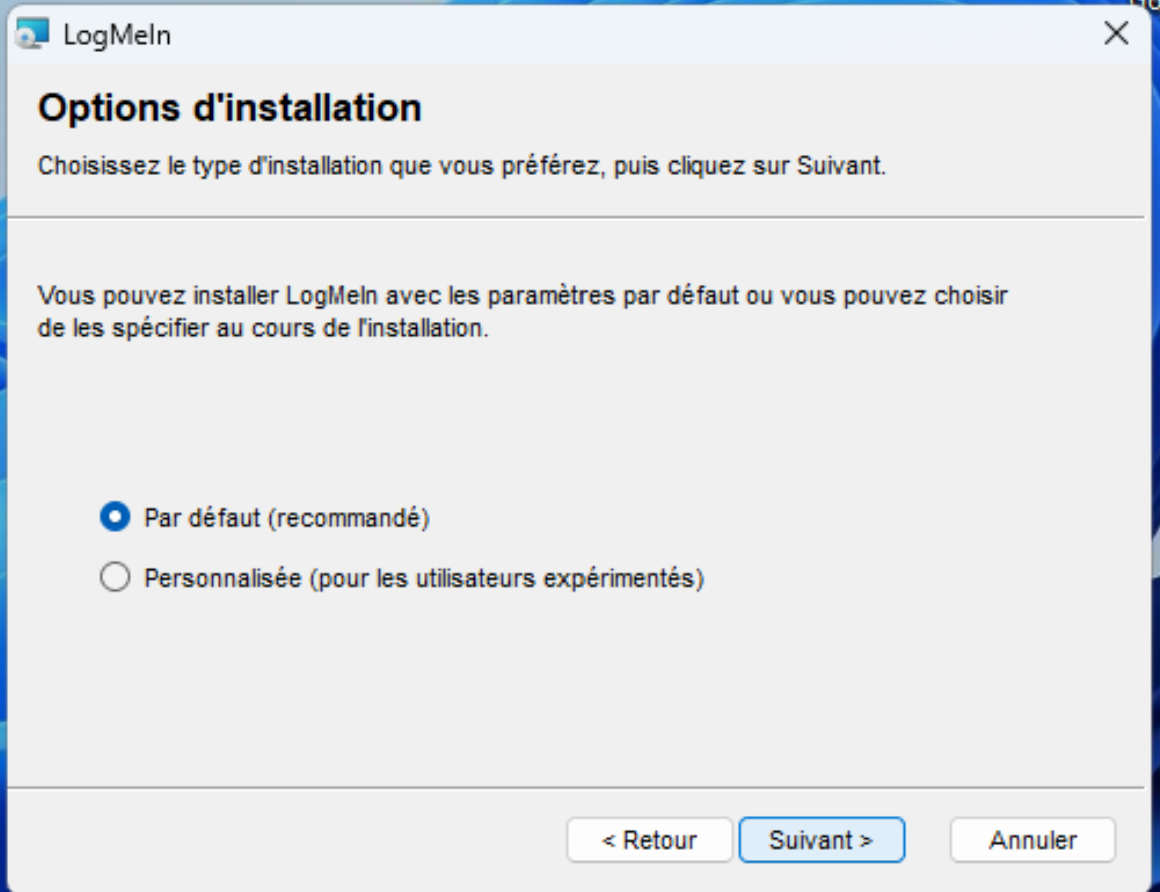 LogMeIn
Options d'installation
Choisissez le type d'installation que vous préférez, puis cliquez sur Suivant.
Vous pouvez installer LogMeIn avec les paramètres par défaut ou vous pouvez choisir
de les spécifier au cours de l'installation.
Par défaut (recommandé)
Personnalisée (pour les utilisateurs expérimentés)
< Retour
Suivant >
Annuler